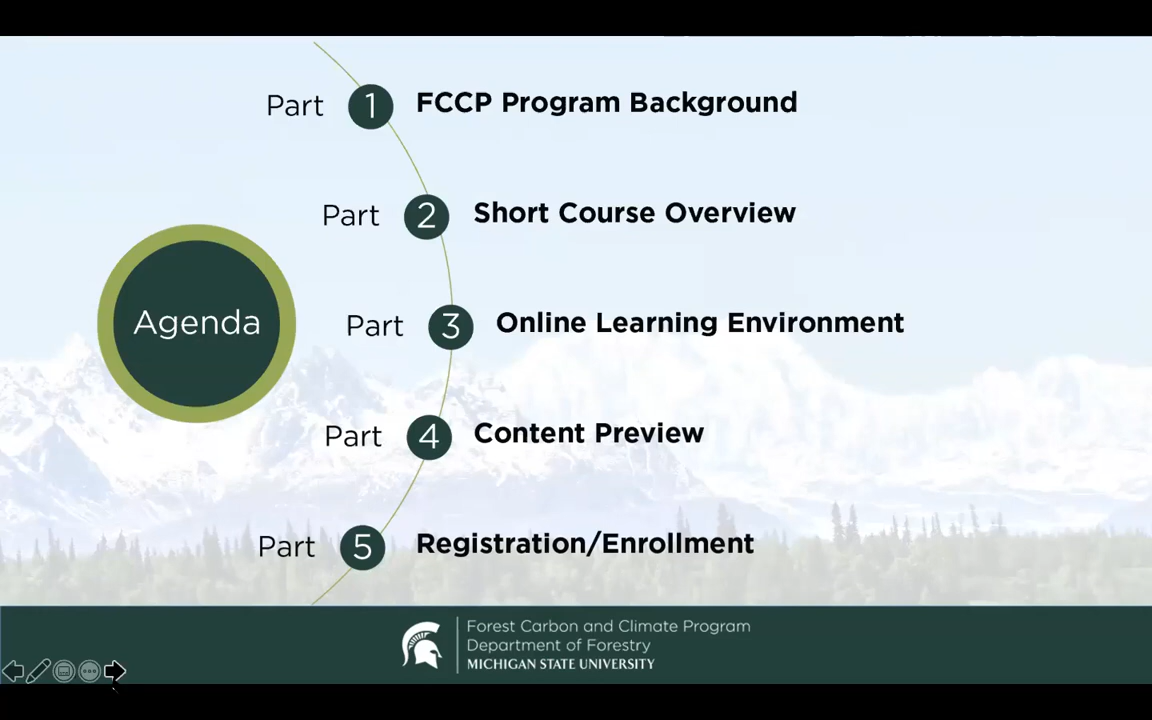 Part 1 FCCP Program Background
Part 2 Short Course Overview
Agenda
Part 3 Online Learning Environment
Part 4 Content Preview
Part 5 Registration/Enrollment
Forest Carbon and Climate Program
Department of Forestry
MICHIGAN STATE UNIVERSITY